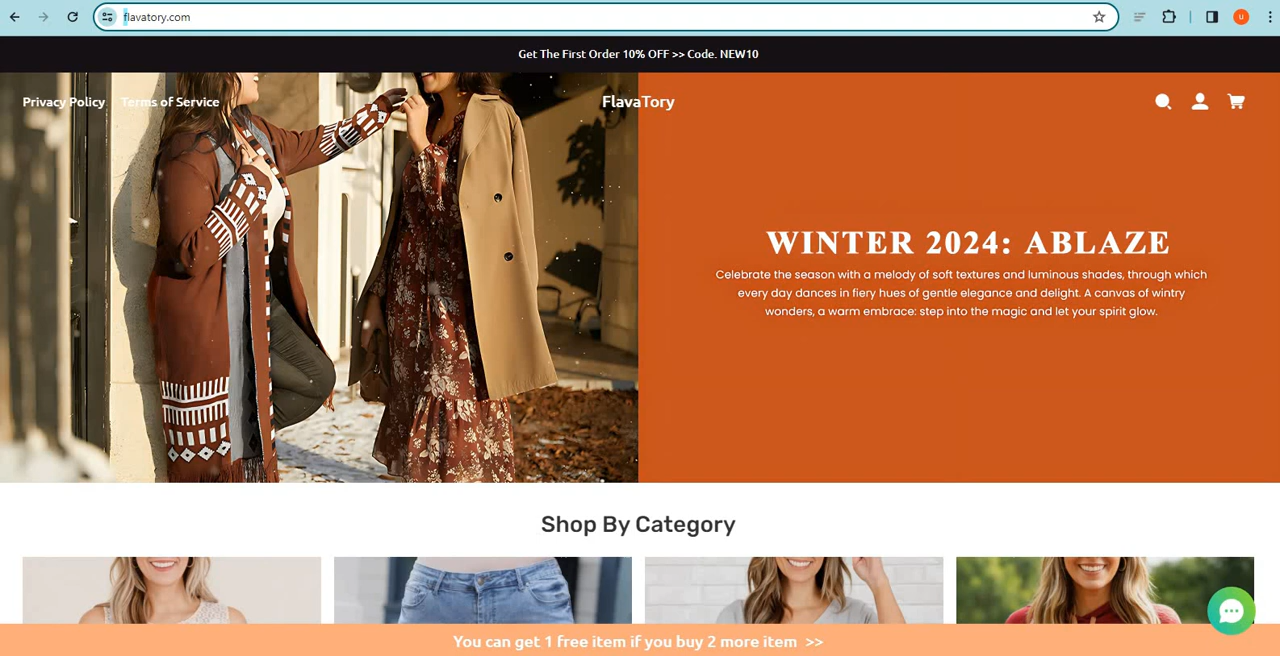 flavatory.com
u
Get The First Order 10% OFF >> Code. NEW10
Privacy Policy Terms of Service
FlavaTory
WINTER 2024: ABLAZE
Celebrate the season with a melody of soft textures and luminous shades, through which
every day dances in fiery hues of gentle elegance and delight. A canvas of wintry
wonders, a warm embrace: step into the magic and let your spirit glow.
Shop By Category
You can get 1 free item if you buy 2 more item >>